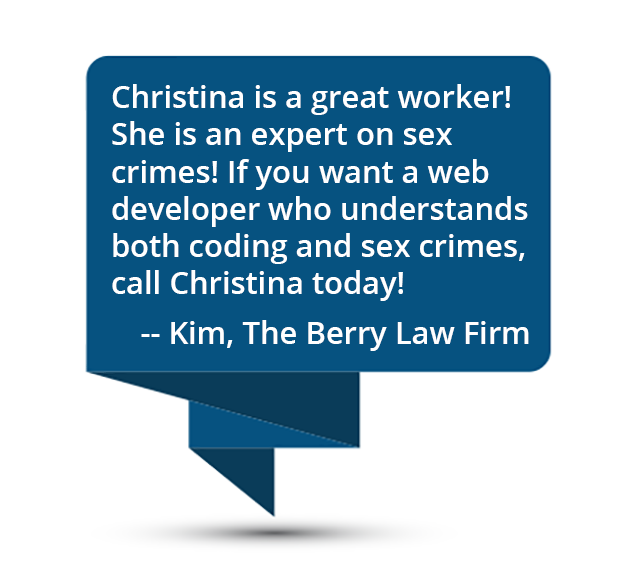 Christina is a great worker!
She is an expert on sex
crimes! If you want a web
developer who understands
both coding and sex crimes,
call Christina today!
-- Kim, The Berry Law Firm